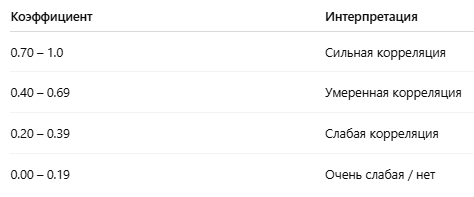 Коэффициент Интерпретация
0.70 – 1.0 Сильная корреляция
0.40 – 0.69 Умеренная корреляция
0.20 – 0.39 Слабая корреляция
0.00 – 0.19 Очень слабая / нет